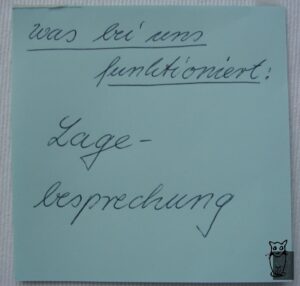 was bei uns
funktioniert:
Lage-
besprechung